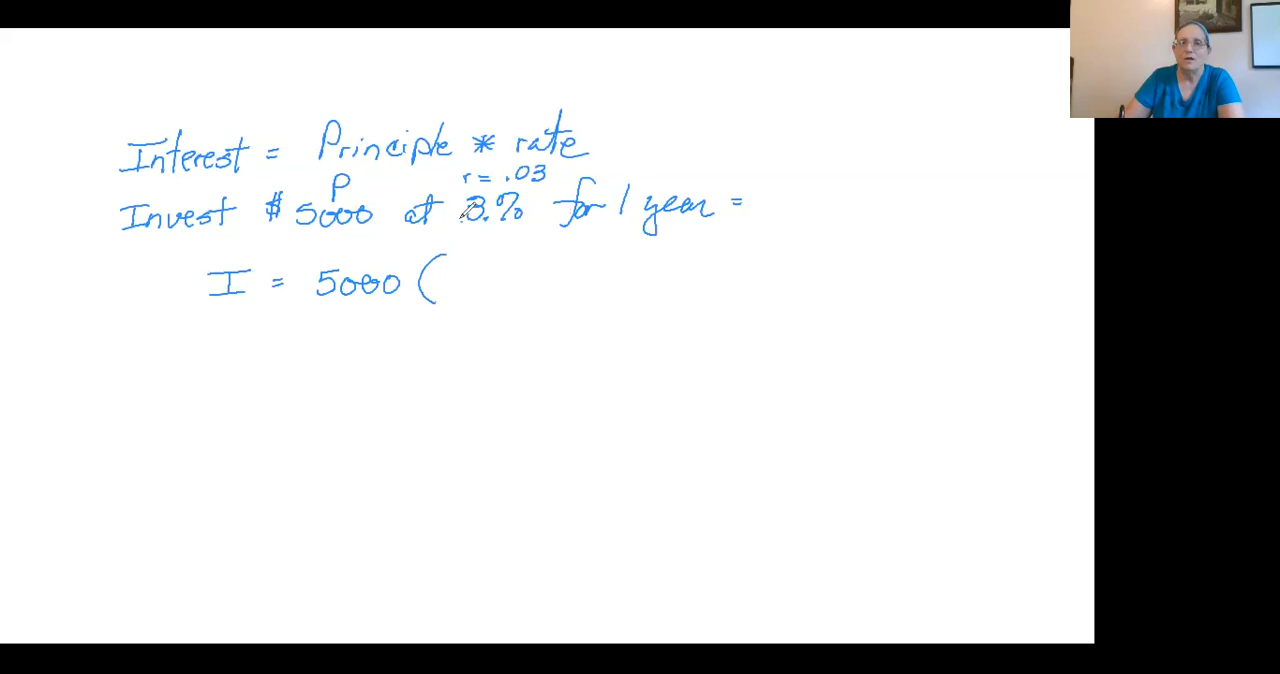 Interest = Principle * rate
P r = .03
Invest $ 5000 at 3.% for 1 year =
I = 5000 (